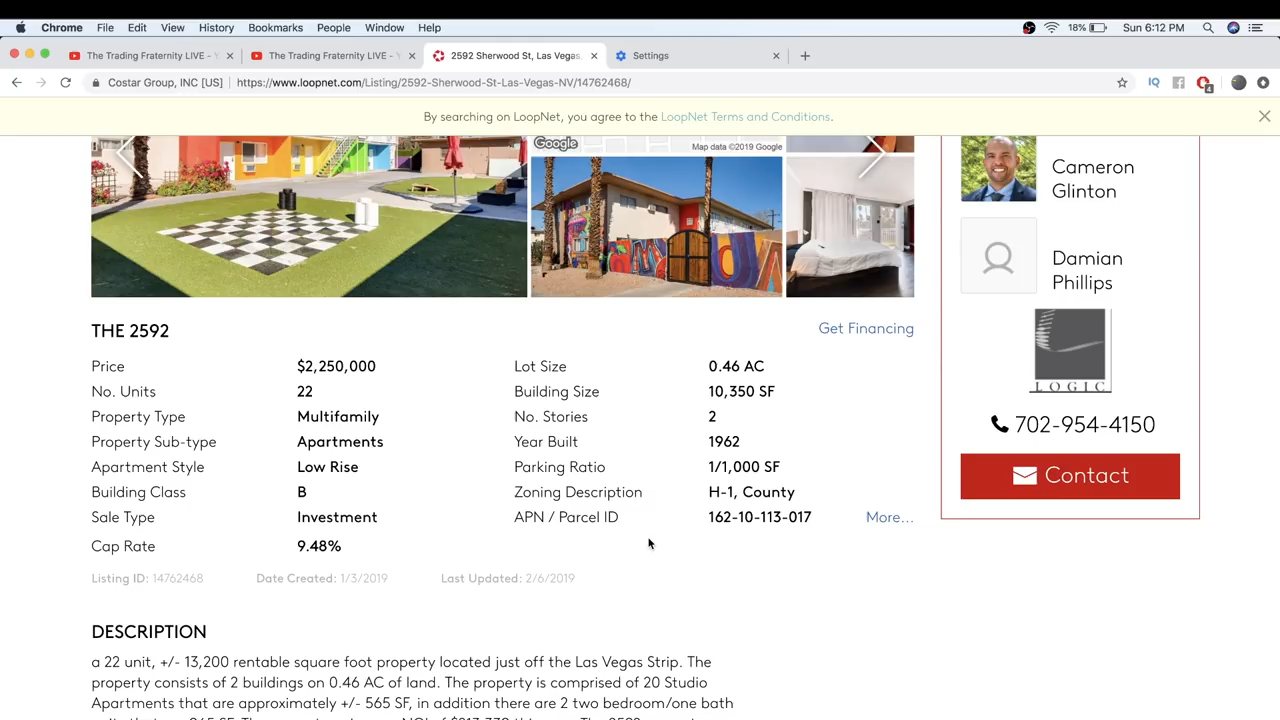 Chrome File Edit View History Bookmarks People Window Help 18% Sun 6:12 PM
The Trading Fraternity LIVE - The Trading Fraternity LIVE - 2592 Sherwood St, Las Vegas, Settings
Costar Group, INC [US] https://www.loopnet.com/Listing/2592-Sherwood-St-Las-Vegas-NV/14762468/ IQ 4
By searching on LoopNet, you agree to the LoopNet Terms and Conditions.
Google Map data ©2019 Google
Cameron
Glinton
Damian
Phillips
LOGIC
702-954-4150
Contact
THE 2592 Get Financing
Price $2,250,000 Lot Size 0.46 AC
No. Units 22 Building Size 10,350 SF
Property Type Multifamily No. Stories 2
Property Sub-type Apartments Year Built 1962
Apartment Style Low Rise Parking Ratio 1/1,000 SF
Building Class B Zoning Description H-1, County
Sale Type Investment APN / Parcel ID 162-10-113-017 More...
Cap Rate 9.48%
Listing ID: 14762468 Date Created: 1/3/2019 Last Updated: 2/6/2019
DESCRIPTION
a 22 unit, +/- 13,200 rentable square foot property located just off the Las Vegas Strip. The
property consists of 2 buildings on 0.46 AC of land. The property is comprised of 20 Studio
Apartments that are approximately +/- 565 SF, in addition there are 2 two bedroom/one bath